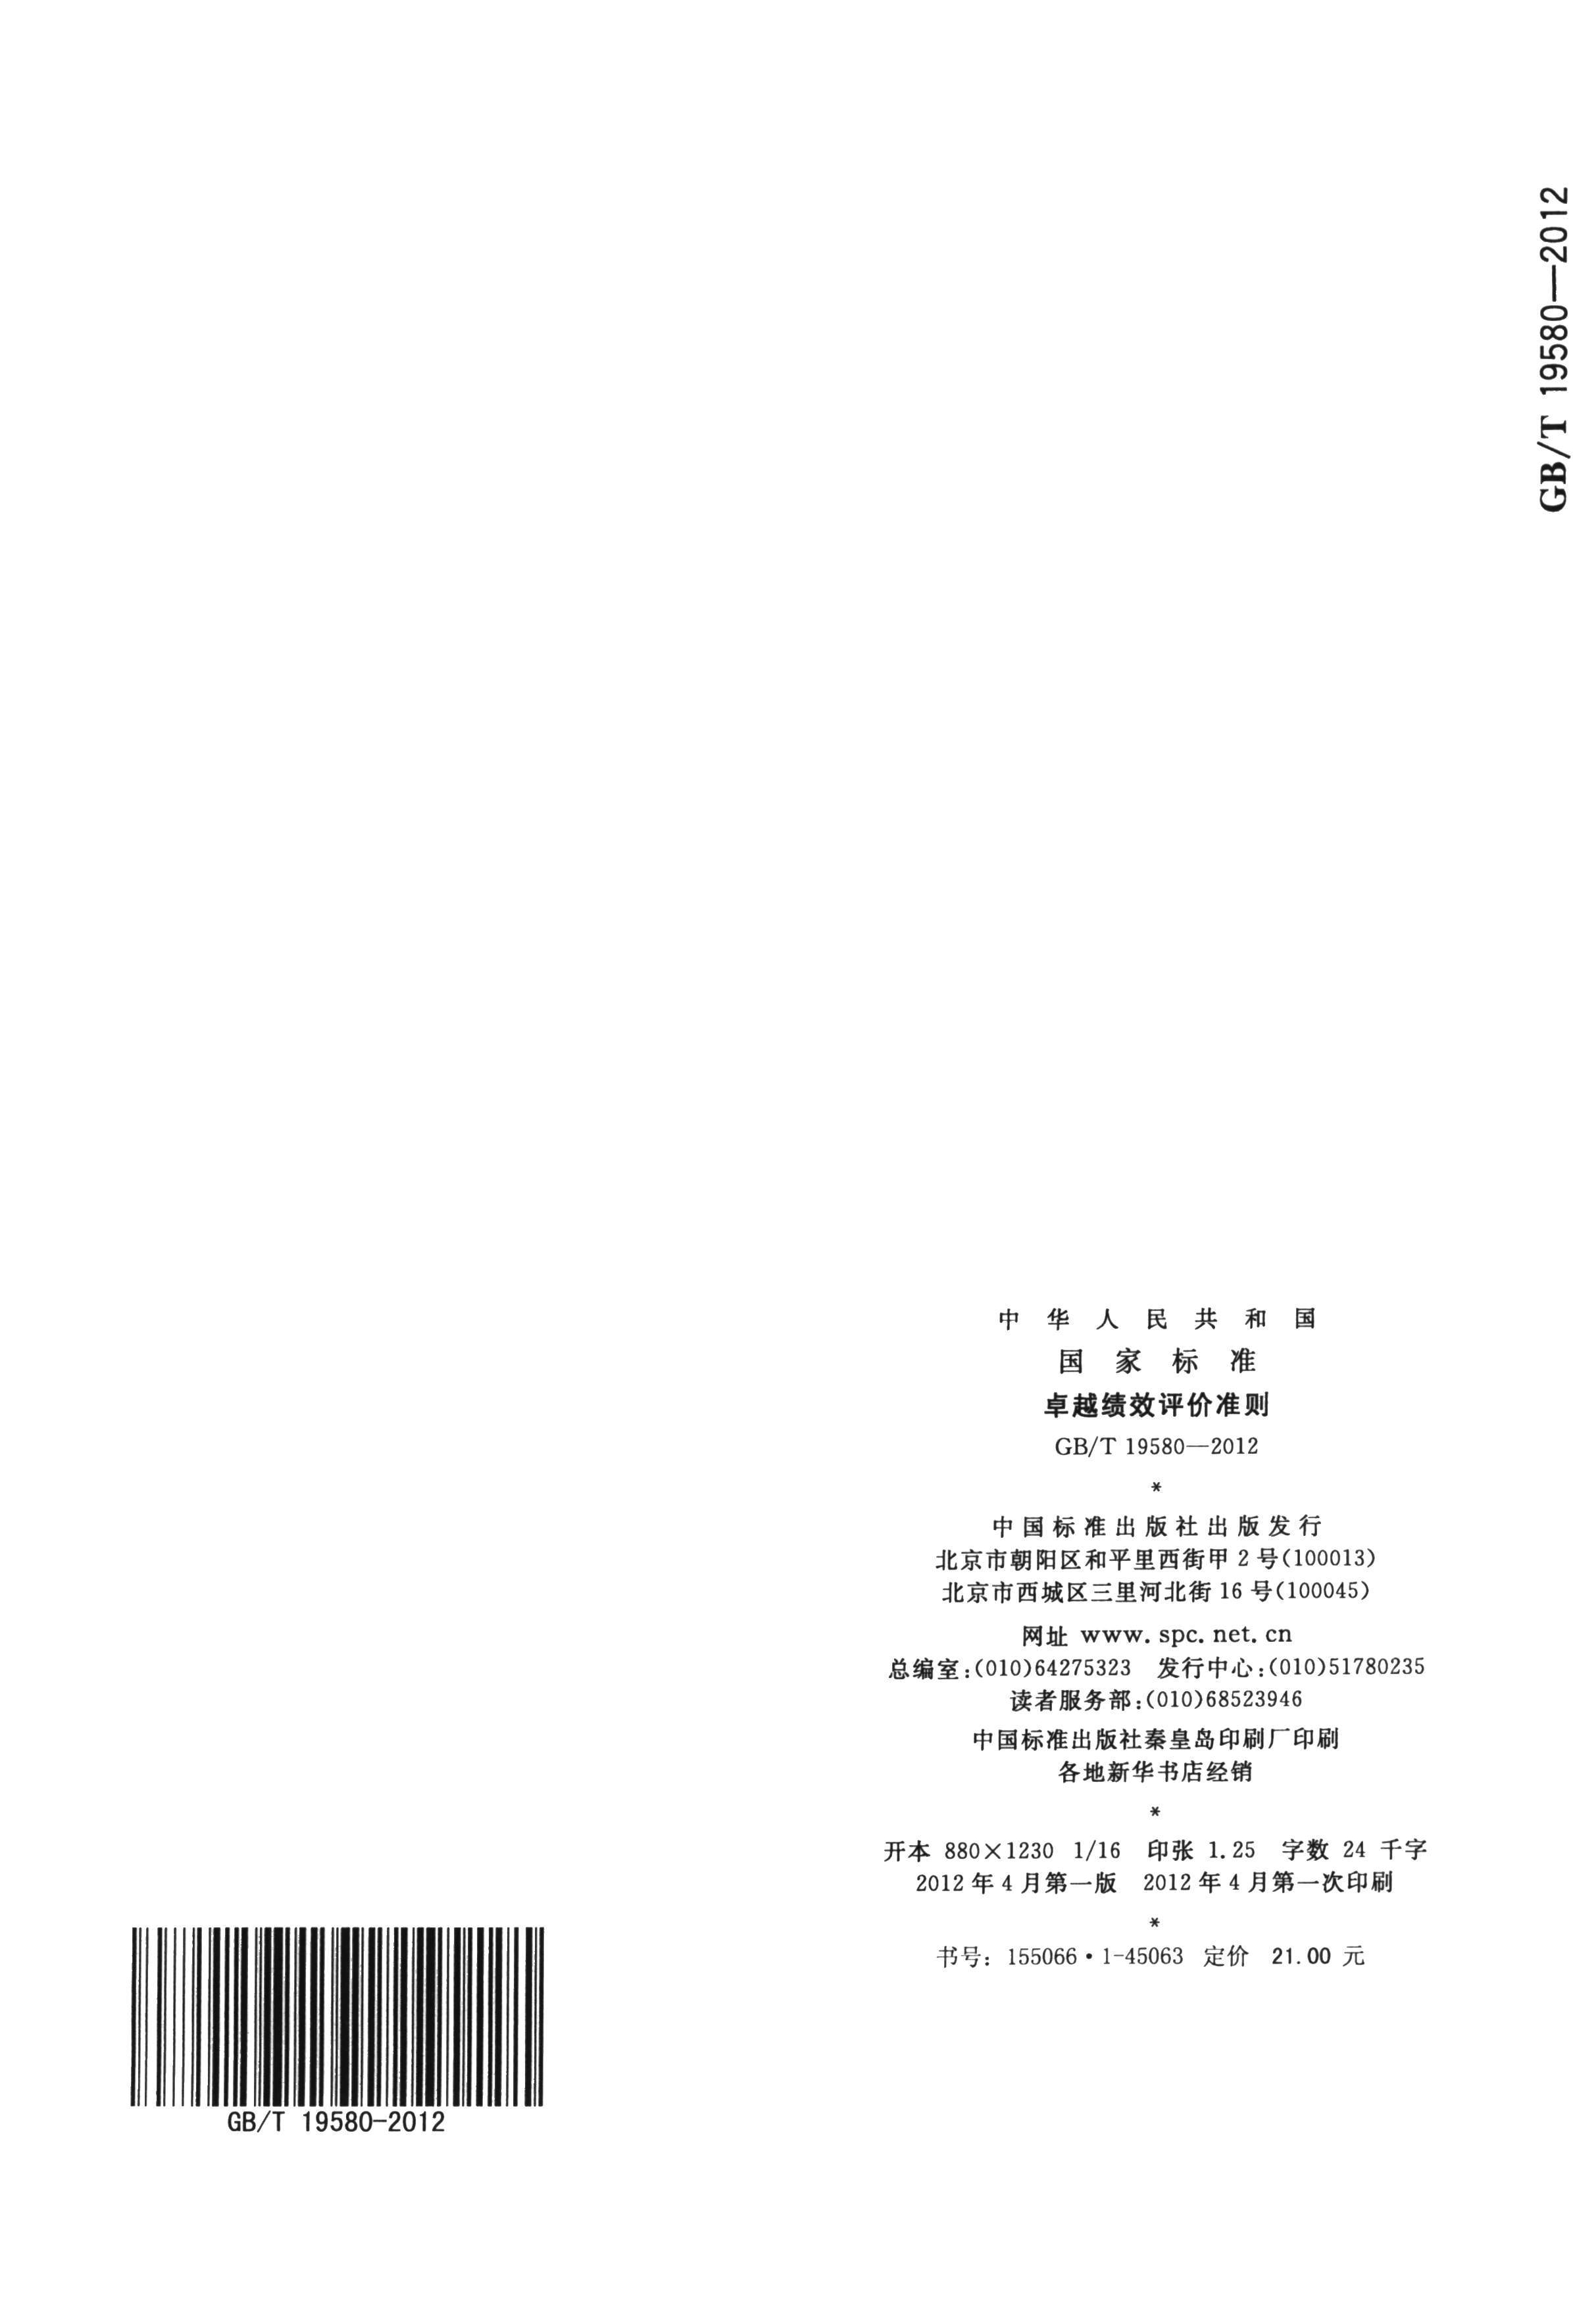 GB/T 19580—2012
中华人民共和国
国家标准
卓越绩效评价准则
GB/T 19580—2012
*
中国标准出版社出版发行
北京市朝阳区和平里西街甲2号(100013)
北京市西城区三里河北街16号(100045)
网址 www.spc.net.cn
总编室:(010)64275323 发行中心:(010)51780235
读者服务部:(010)68523946
中国标准出版社秦皇岛印刷厂印刷
各地新华书店经销
*
开本 880×1230 1/16 印张 1.25 字数 24 千字
2012年4月第一版 2012年4月第一次印刷
*
书号: 155066·1-45063 定价 21.00 元
GB/T 19580-2012